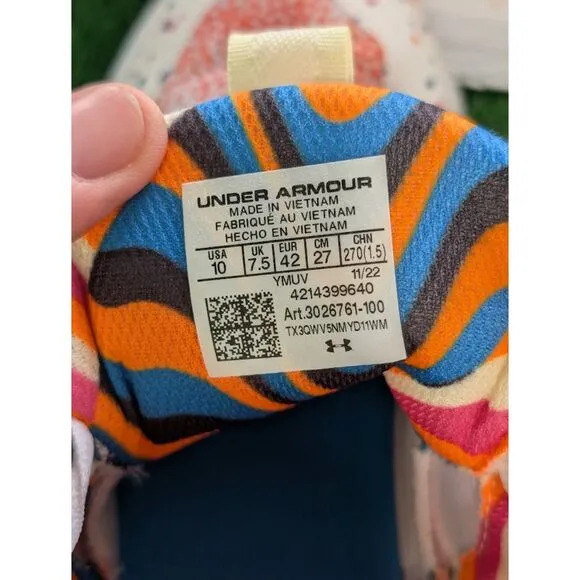 UNDER ARMOUR
MADE IN VIETNAM
FABRIQUÉ AU VIETNAM
HECHO EN VIETNAM
USA UK EUR CM CHN
10 7.5 42 27 270(1.5)
YMUV 11/22
4214399640
Art.3026761-100
TX3QWV5NMYD11WM